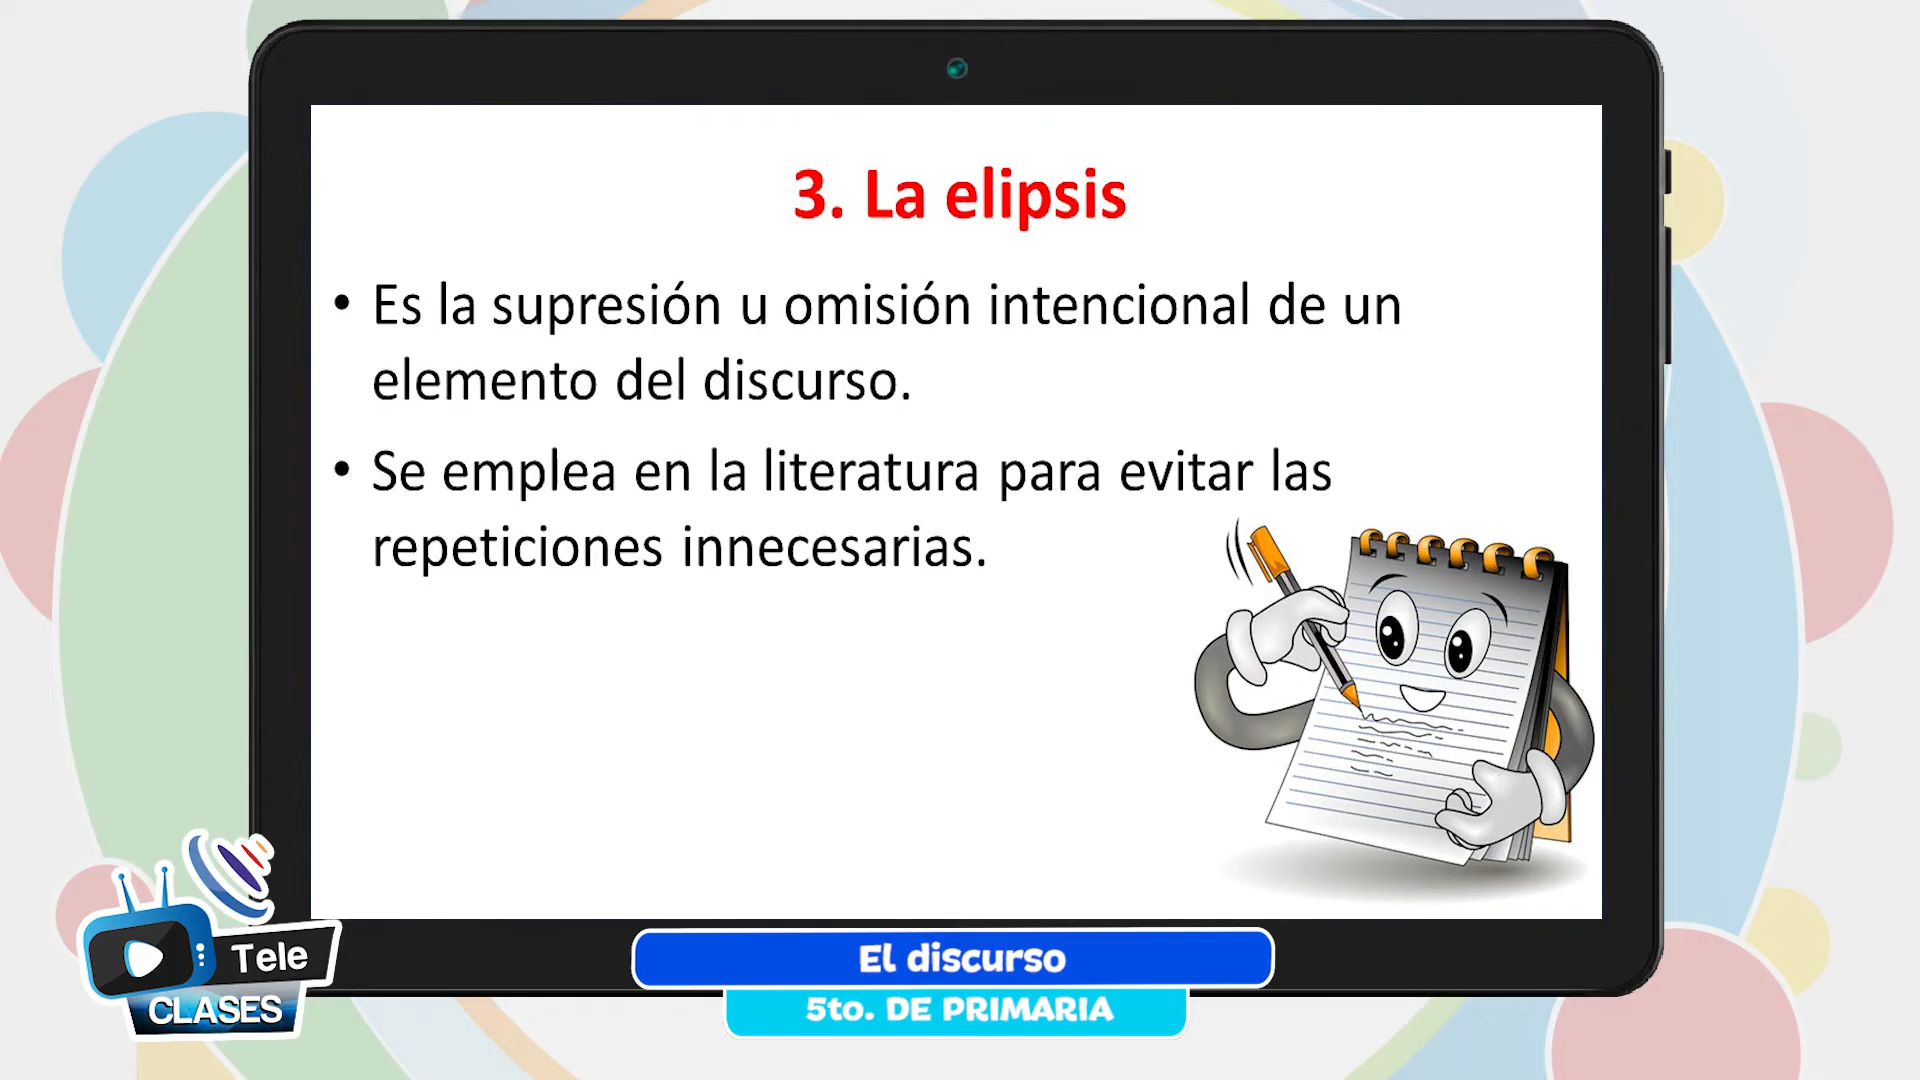 3. La elipsis
• Es la supresión u omisión intencional de un
elemento del discurso.
• Se emplea en la literatura para evitar las
repeticiones innecesarias.
Tele
CLASES
El discurso
5to. DE PRIMARIA